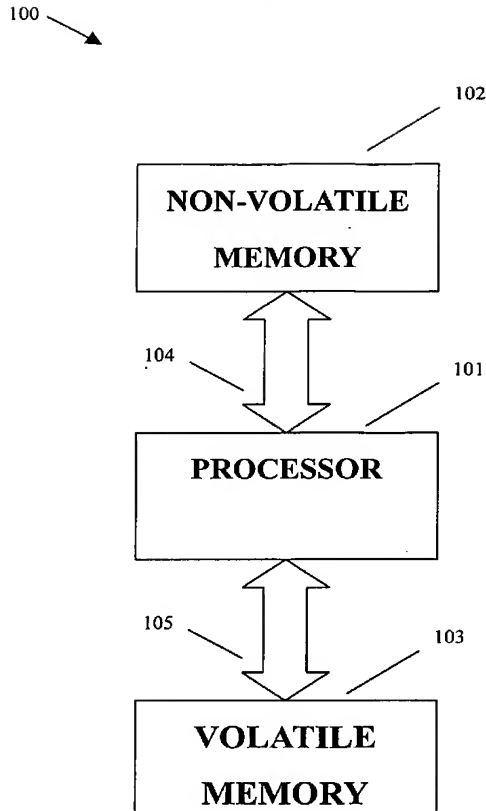 100
102
NON-VOLATILE
MEMORY
104
101
PROCESSOR
105
103
VOLATILE
MEMORY